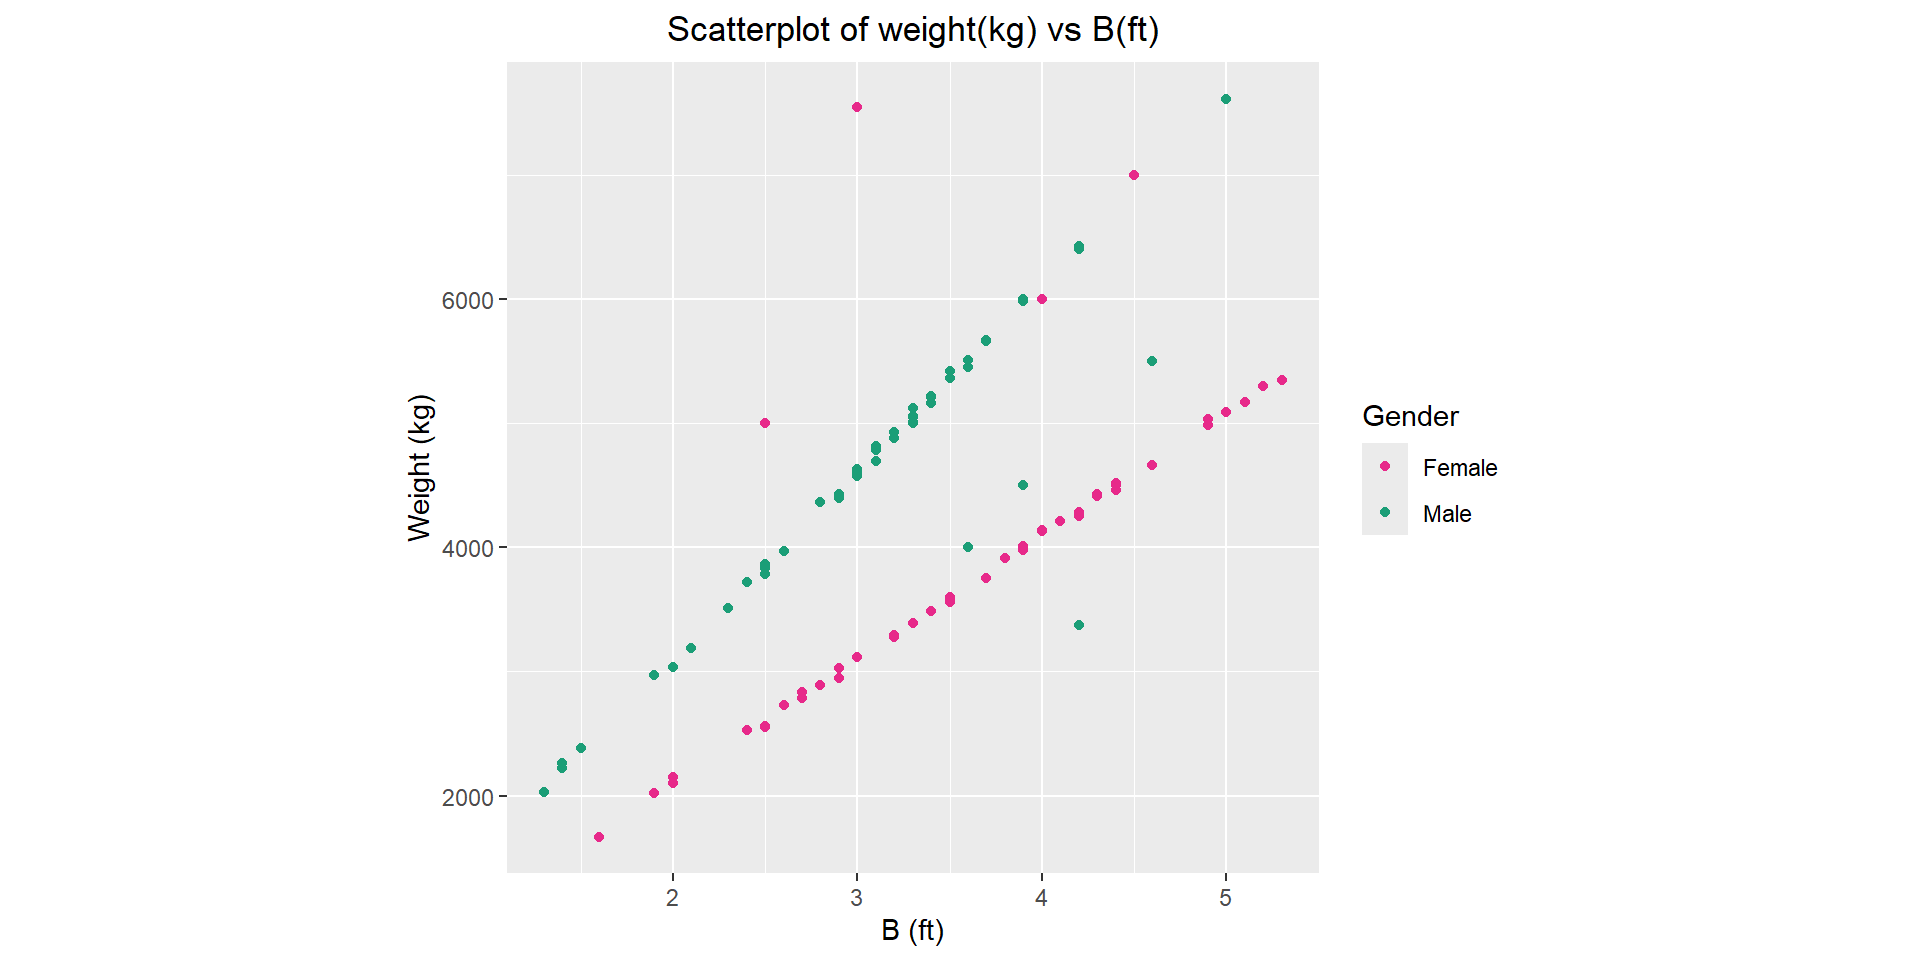 Scatterplot of weight(kg) vs B(ft)
6000
4000
2000
Weight (kg)
2 3 4 5
B (ft)
Gender
Female
Male